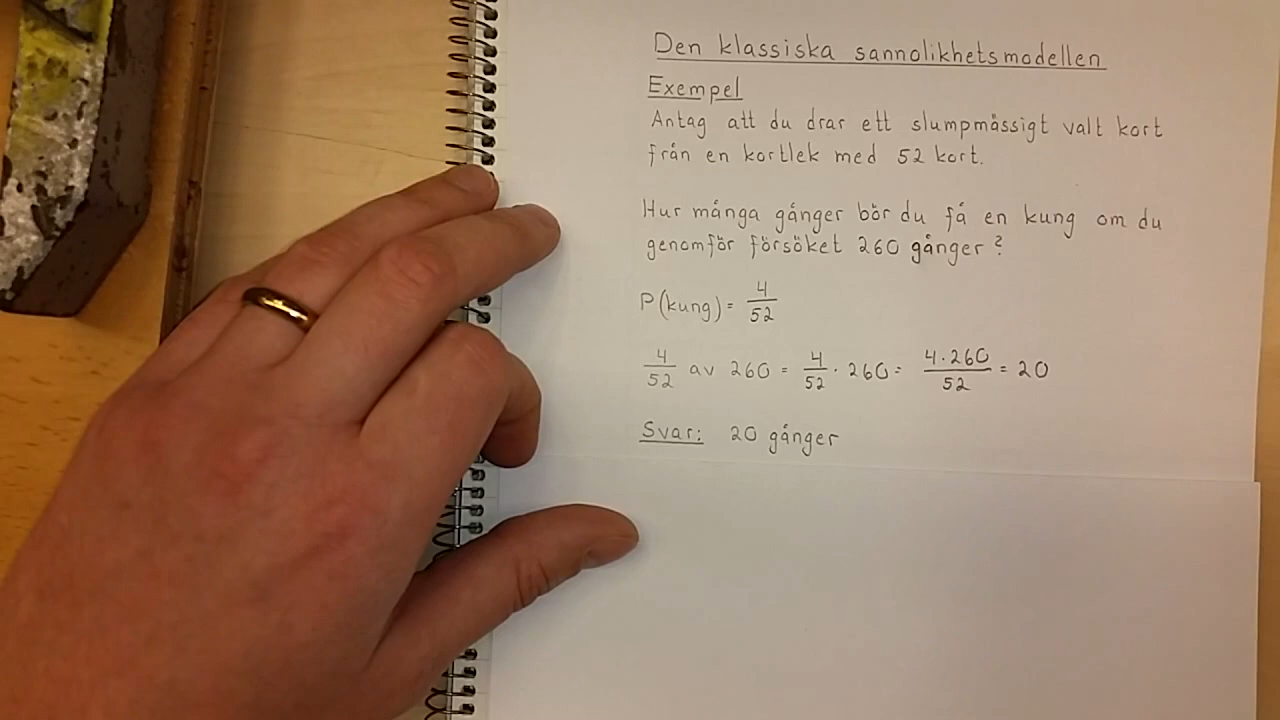 Den klassiska sannolikhetsmodellen
Exempel
Antag att du drar ett slumpmässigt valt kort
från en kortlek med 52 kort.
Hur många gånger bör du få en kung om du
genomför försöket 260 gånger?
P(kung) = 4/52
4/52 av 260 = 4/52 · 260 = 4·260/52 = 20
Svar: 20 gånger